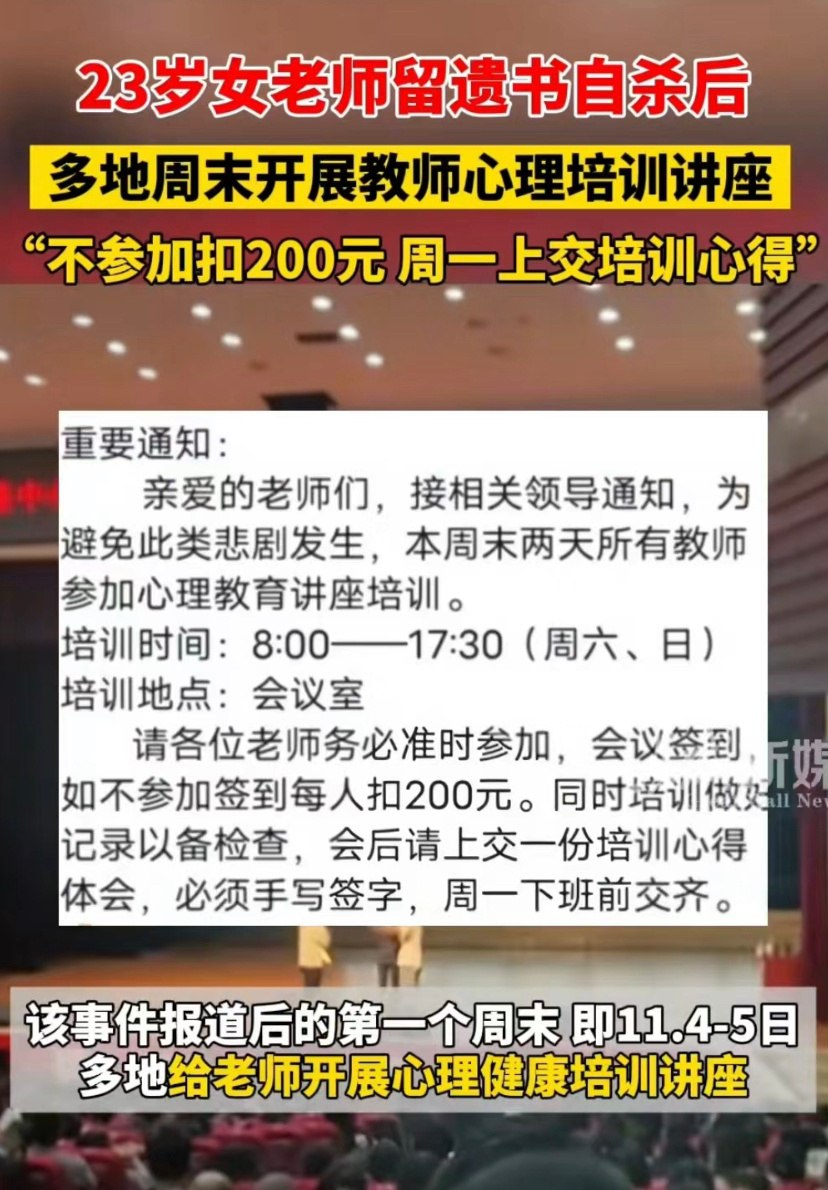 23岁女老师留遗书自杀后
多地周末开展教师心理培训讲座
“不参加扣200元 周一上交培训心得”
重要通知：
亲爱的老师们，接相关领导通知，为
避免此类悲剧发生，本周末两天所有教师
参加心理教育讲座培训。
培训时间：8:00——17:30（周六、日）
培训地点：会议室
请各位老师务必准时参加，会议签到，
如不参加签到每人扣200元。同时培训做好
记录以备检查，会后请上交一份培训心得
体会，必须手写签字，周一下班前交齐。
新媒
all New
该事件报道后的第一个周末 即11.4-5日
多地给老师开展心理健康培训讲座